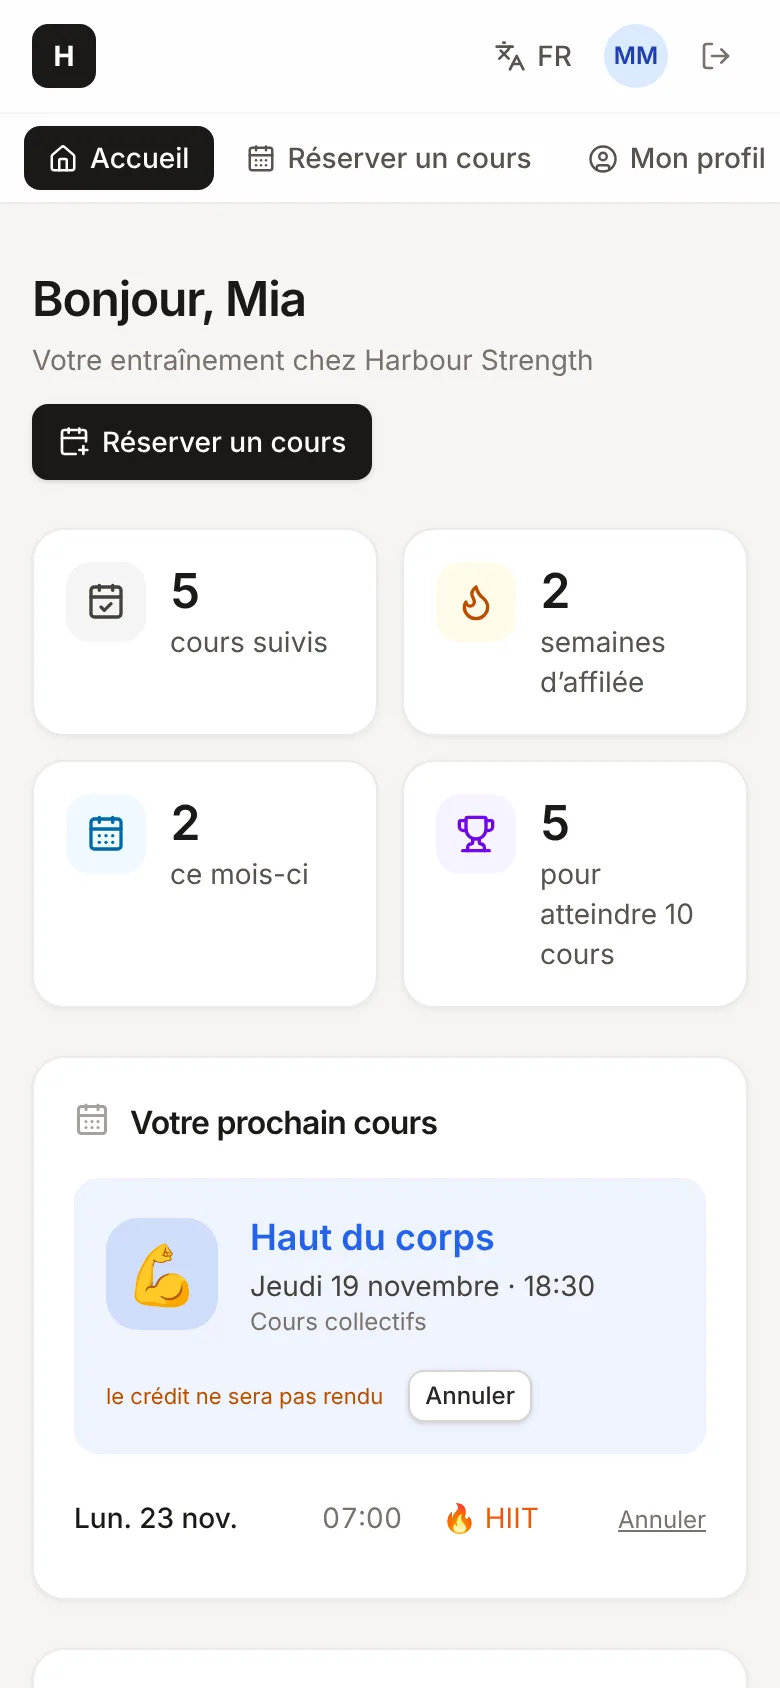 H
FR
MM
Accueil
Réserver un cours
Mon profil
Bonjour, Mia
Votre entraînement chez Harbour Strength
Réserver un cours
5
cours suivis
2
semaines
d’affilée
2
ce mois-ci
5
pour
atteindre 10
cours
Votre prochain cours
Haut du corps
Jeudi 19 novembre · 18:30
Cours collectifs
le crédit ne sera pas rendu
Annuler
Lun. 23 nov.
07:00
🔥 HIIT
Annuler